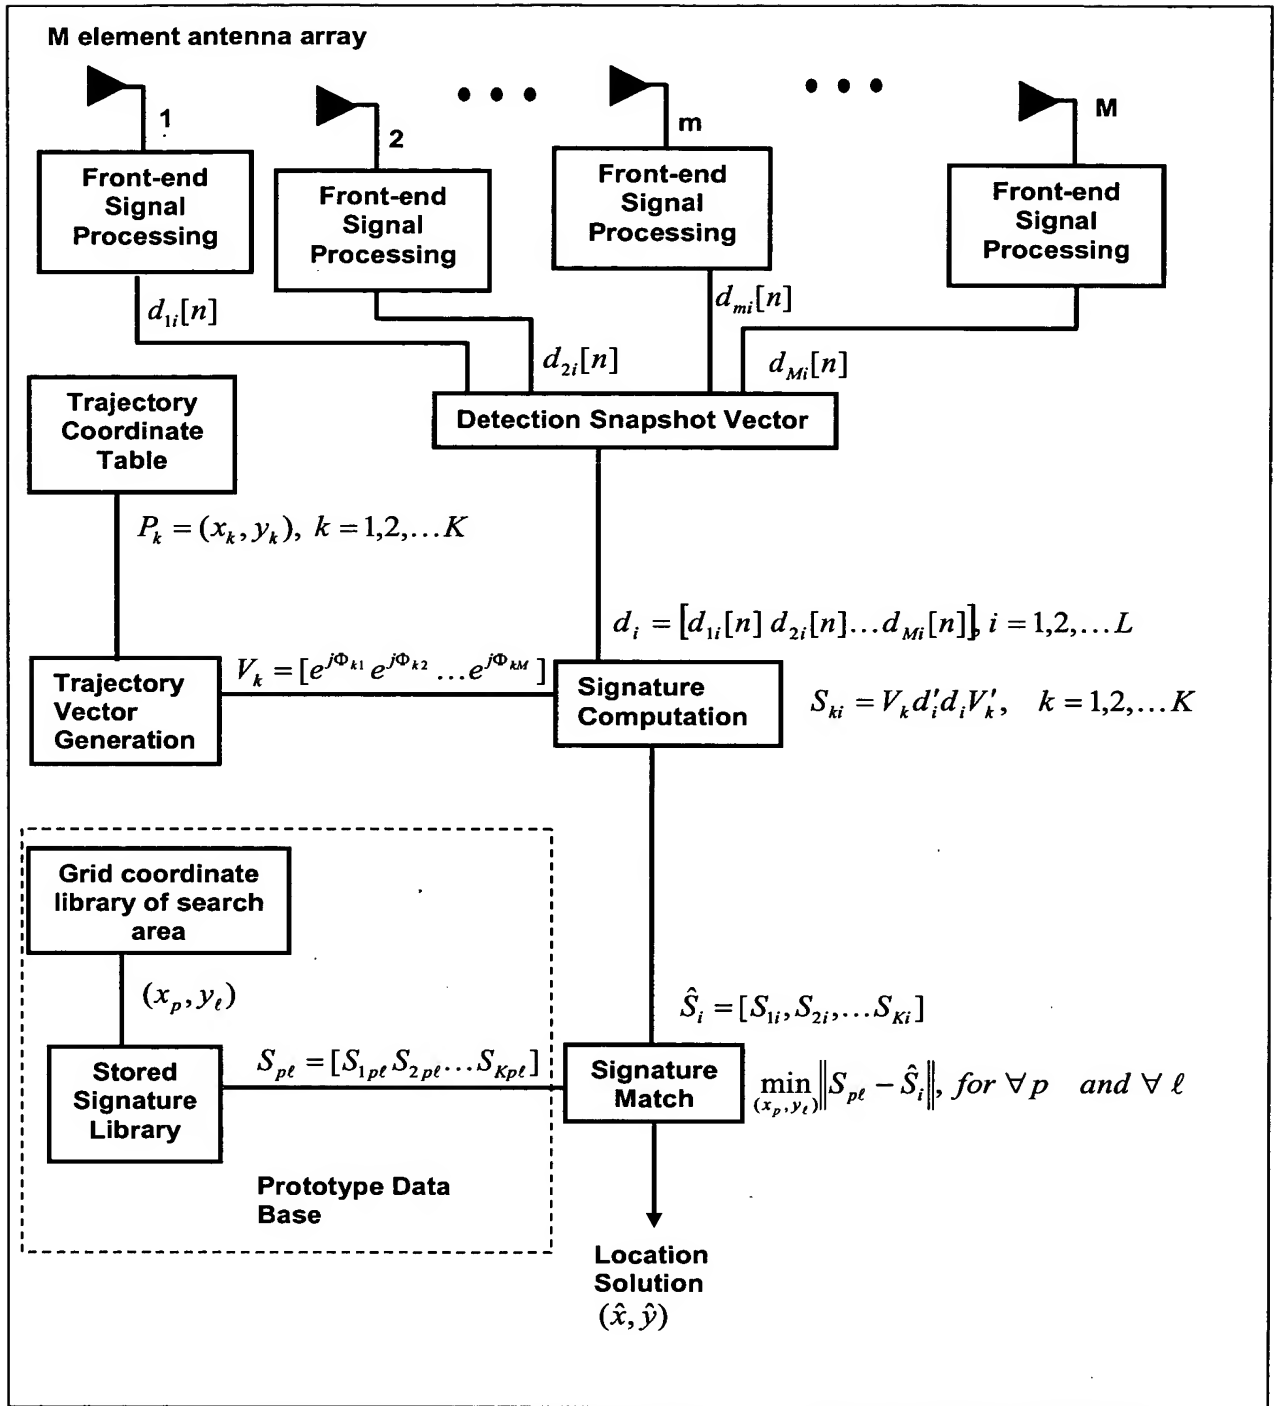 M element antenna array
1
2
m
M
Front-end
Signal
Processing
Front-end
Signal
Processing
Front-end
Signal
Processing
Front-end
Signal
Processing
d_{1i}[n]
d_{2i}[n]
d_{mi}[n]
d_{Mi}[n]
Trajectory
Coordinate
Table
Detection Snapshot Vector
P_k = (x_k, y_k), k = 1,2,...K
d_i = [d_{1i}[n] d_{2i}[n]...d_{Mi}[n]], i = 1,2,...L
Trajectory
Vector
Generation
V_k = [e^{jΦ_{k1}} e^{jΦ_{k2}} ...e^{jΦ_{kM}}]
Signature
Computation
S_{ki} = V_k d'_i d_i V'_k, k = 1,2,...K
Grid coordinate
library of search
area
(x_p, y_ℓ)
Ŝ_i = [S_{1i}, S_{2i},...S_{Ki}]
Stored
Signature
Library
S_{pℓ} = [S_{1pℓ} S_{2pℓ}...S_{Kpℓ}]
Signature
Match
min_{(x_p, y_ℓ)} ||S_{pℓ} − Ŝ_i||, for ∀ p and ∀ ℓ
Prototype Data
Base
Location
Solution
(x̂, ŷ)